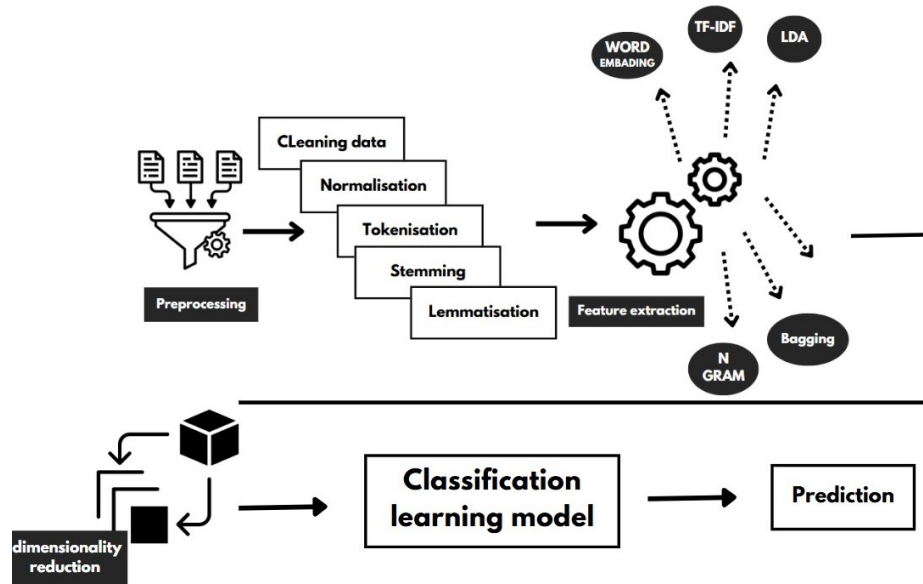 WORD
EMBADING
TF-IDF
LDA
CLeaning data
Normalisation
Tokenisation
Stemming
Lemmatisation
Preprocessing
Feature extraction
N
GRAM
Bagging
dimensionality
reduction
Classification
learning model
Prediction